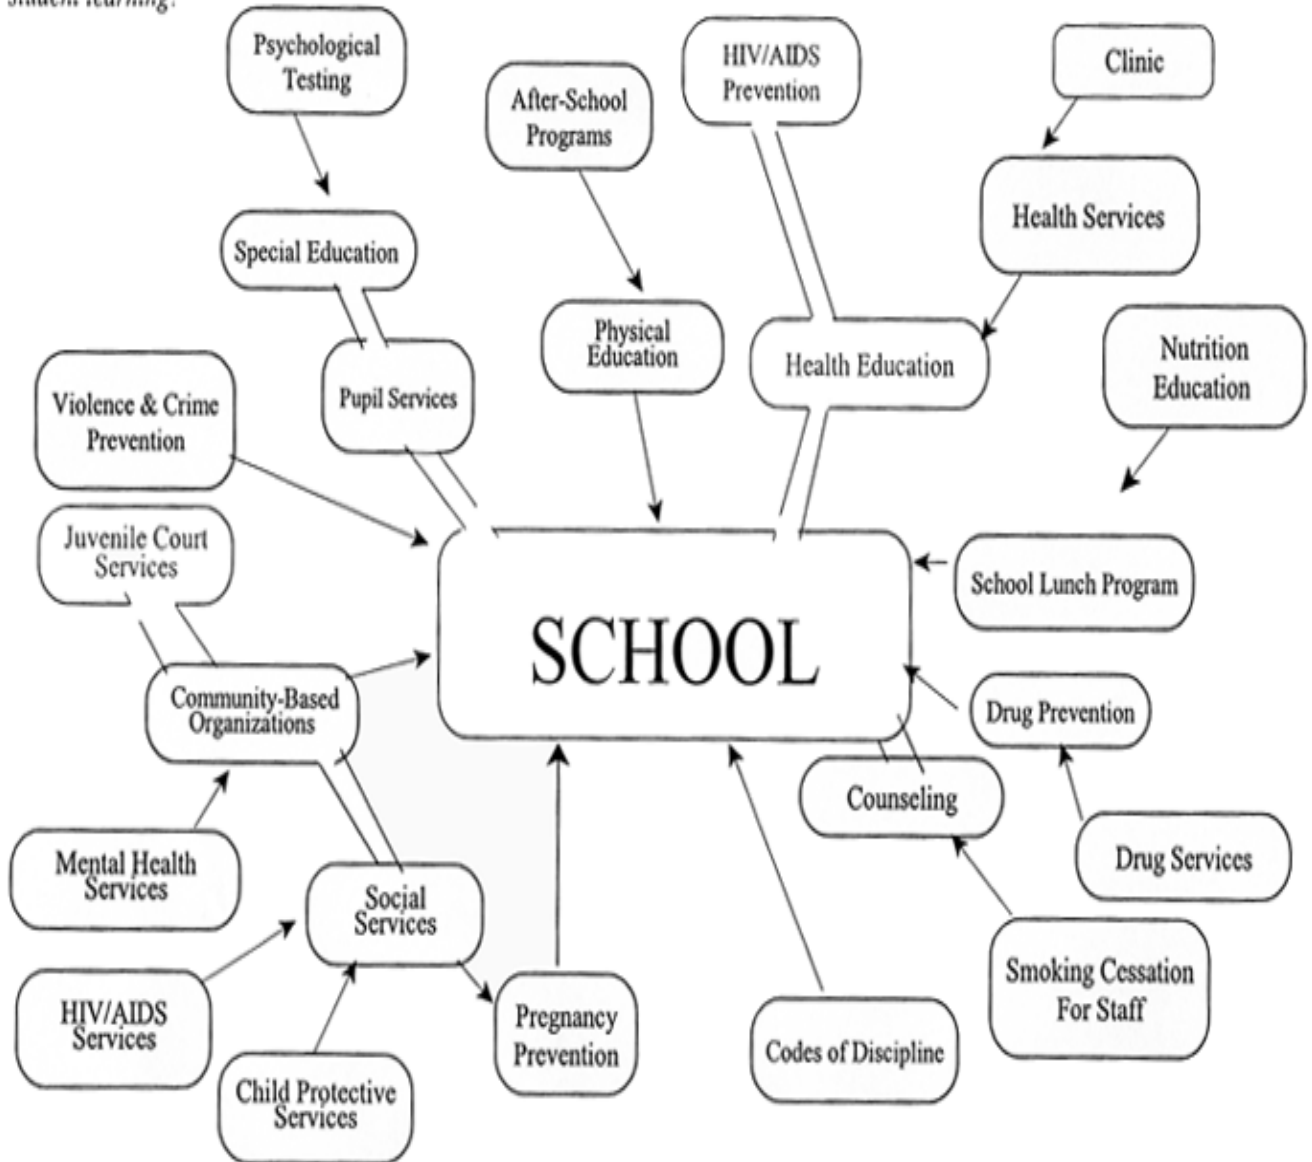 student learning?
Psychological
Testing
After-School
Programs
HIV/AIDS
Prevention
Clinic
Health Services
Special Education
Physical
Education
Health Education
Nutrition
Education
Violence & Crime
Prevention
Pupil Services
Juvenile Court
Services
SCHOOL
School Lunch Program
Community-Based
Organizations
Drug Prevention
Counseling
Mental Health
Services
Social
Services
Drug Services
HIV/AIDS
Services
Pregnancy
Prevention
Codes of Discipline
Smoking Cessation
For Staff
Child Protective
Services